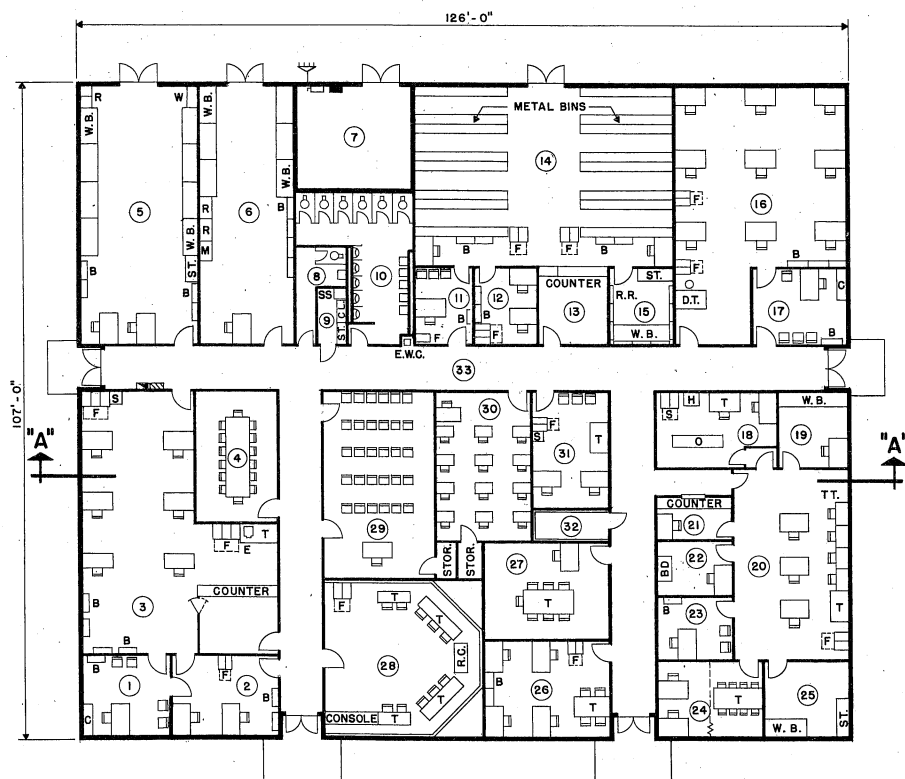 126'-0"
107'-0"
R W
W.B.
W.B.
METAL BINS
7
14
5
6
16
W.B.
B
R
R
M
F
W.B.
ST.
B
B
8
10
B
F
F
B
F
B
SS
9
ST. C.
11
B
F
12
B
F
COUNTER
13
ST.
R.R.
15
W.B.
D.T.
17
C
B
E.W.C.
33
"A"
"A"
S
F
4
30
31
F
S
T
S
F
H
T
O
18
W.B.
19
29
32
COUNTER
21
TT.
F
E
T
STOR.
STOR.
27
T
BD
22
20
3
COUNTER
B
B
F
T
T
B
23
T
F
1
C
2
F
B
28
R.C.
T
CONSOLE T
B
26
F
T
24
T
25
W.B.
ST.